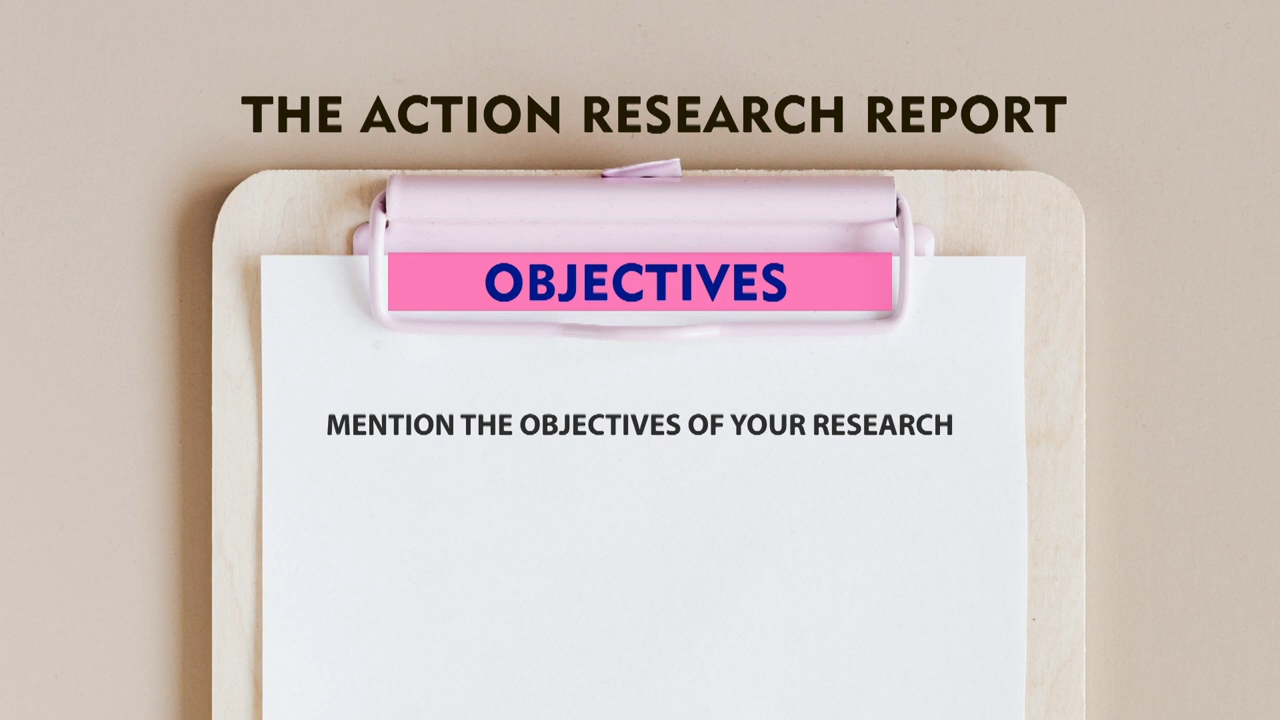 THE ACTION RESEARCH REPORT
OBJECTIVES
MENTION THE OBJECTIVES OF YOUR RESEARCH